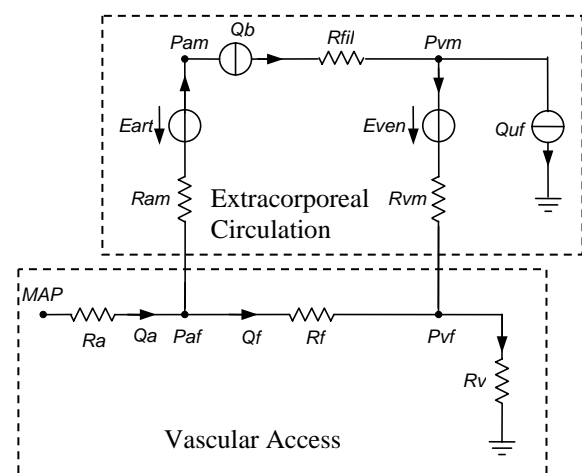 Qb
Pam
Rfil
Pvm
Eart
Even
Quf
Ram
Rvm
Extracorporeal
Circulation
MAP
Ra
Qa
Paf
Qf
Rf
Pvf
Rv
Vascular Access